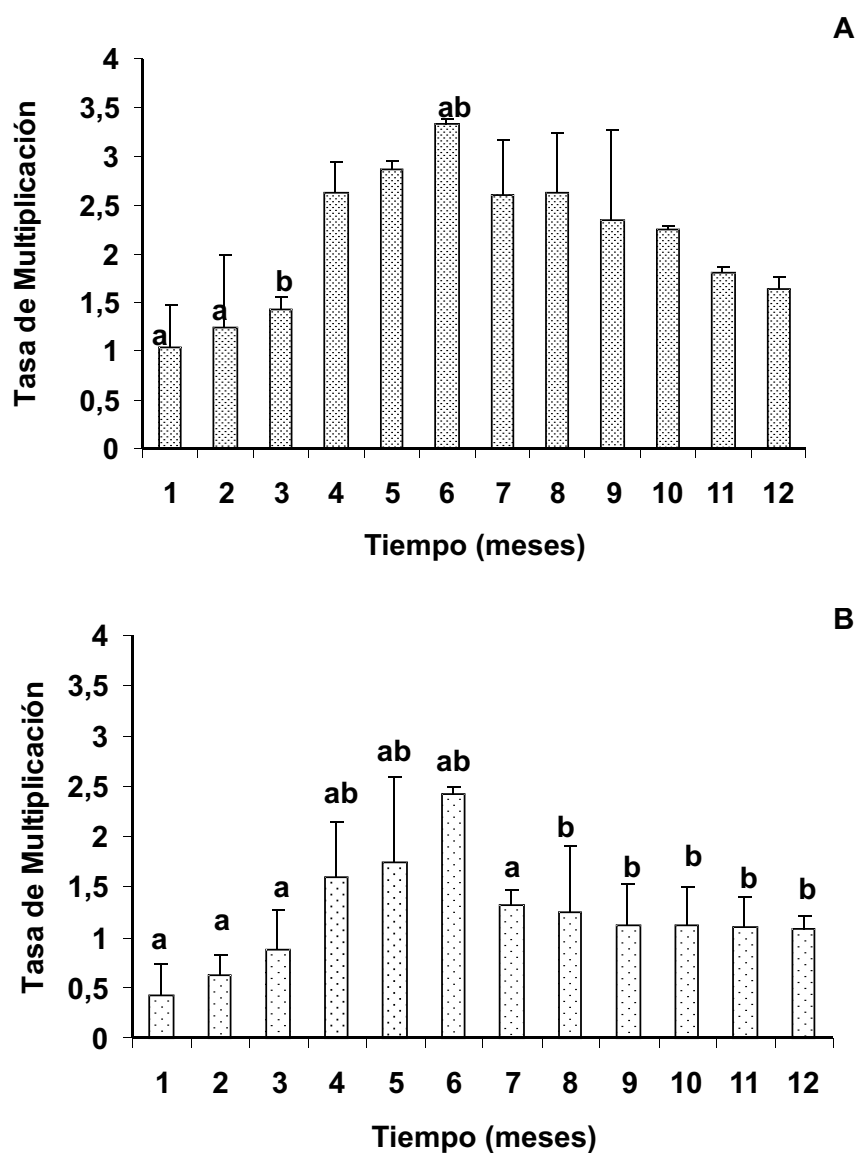 A
Tasa de Multiplicación
4
3,5
3
2,5
2
1,5
1
0,5
0
a
a
b
ab
1 2 3 4 5 6 7 8 9 10 11 12
Tiempo (meses)
B
Tasa de Multiplicación
4
3,5
3
2,5
2
1,5
1
0,5
0
a
a
a
ab
ab
ab
a
b
b
b
b
b
1 2 3 4 5 6 7 8 9 10 11 12
Tiempo (meses)